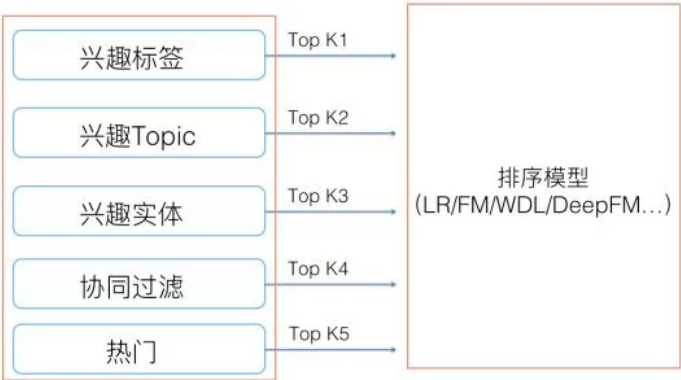 兴趣标签
Top K1
兴趣Topic
Top K2
兴趣实体
Top K3
协同过滤
Top K4
热门
Top K5
排序模型
（LR/FM/WDL/DeepFM...）